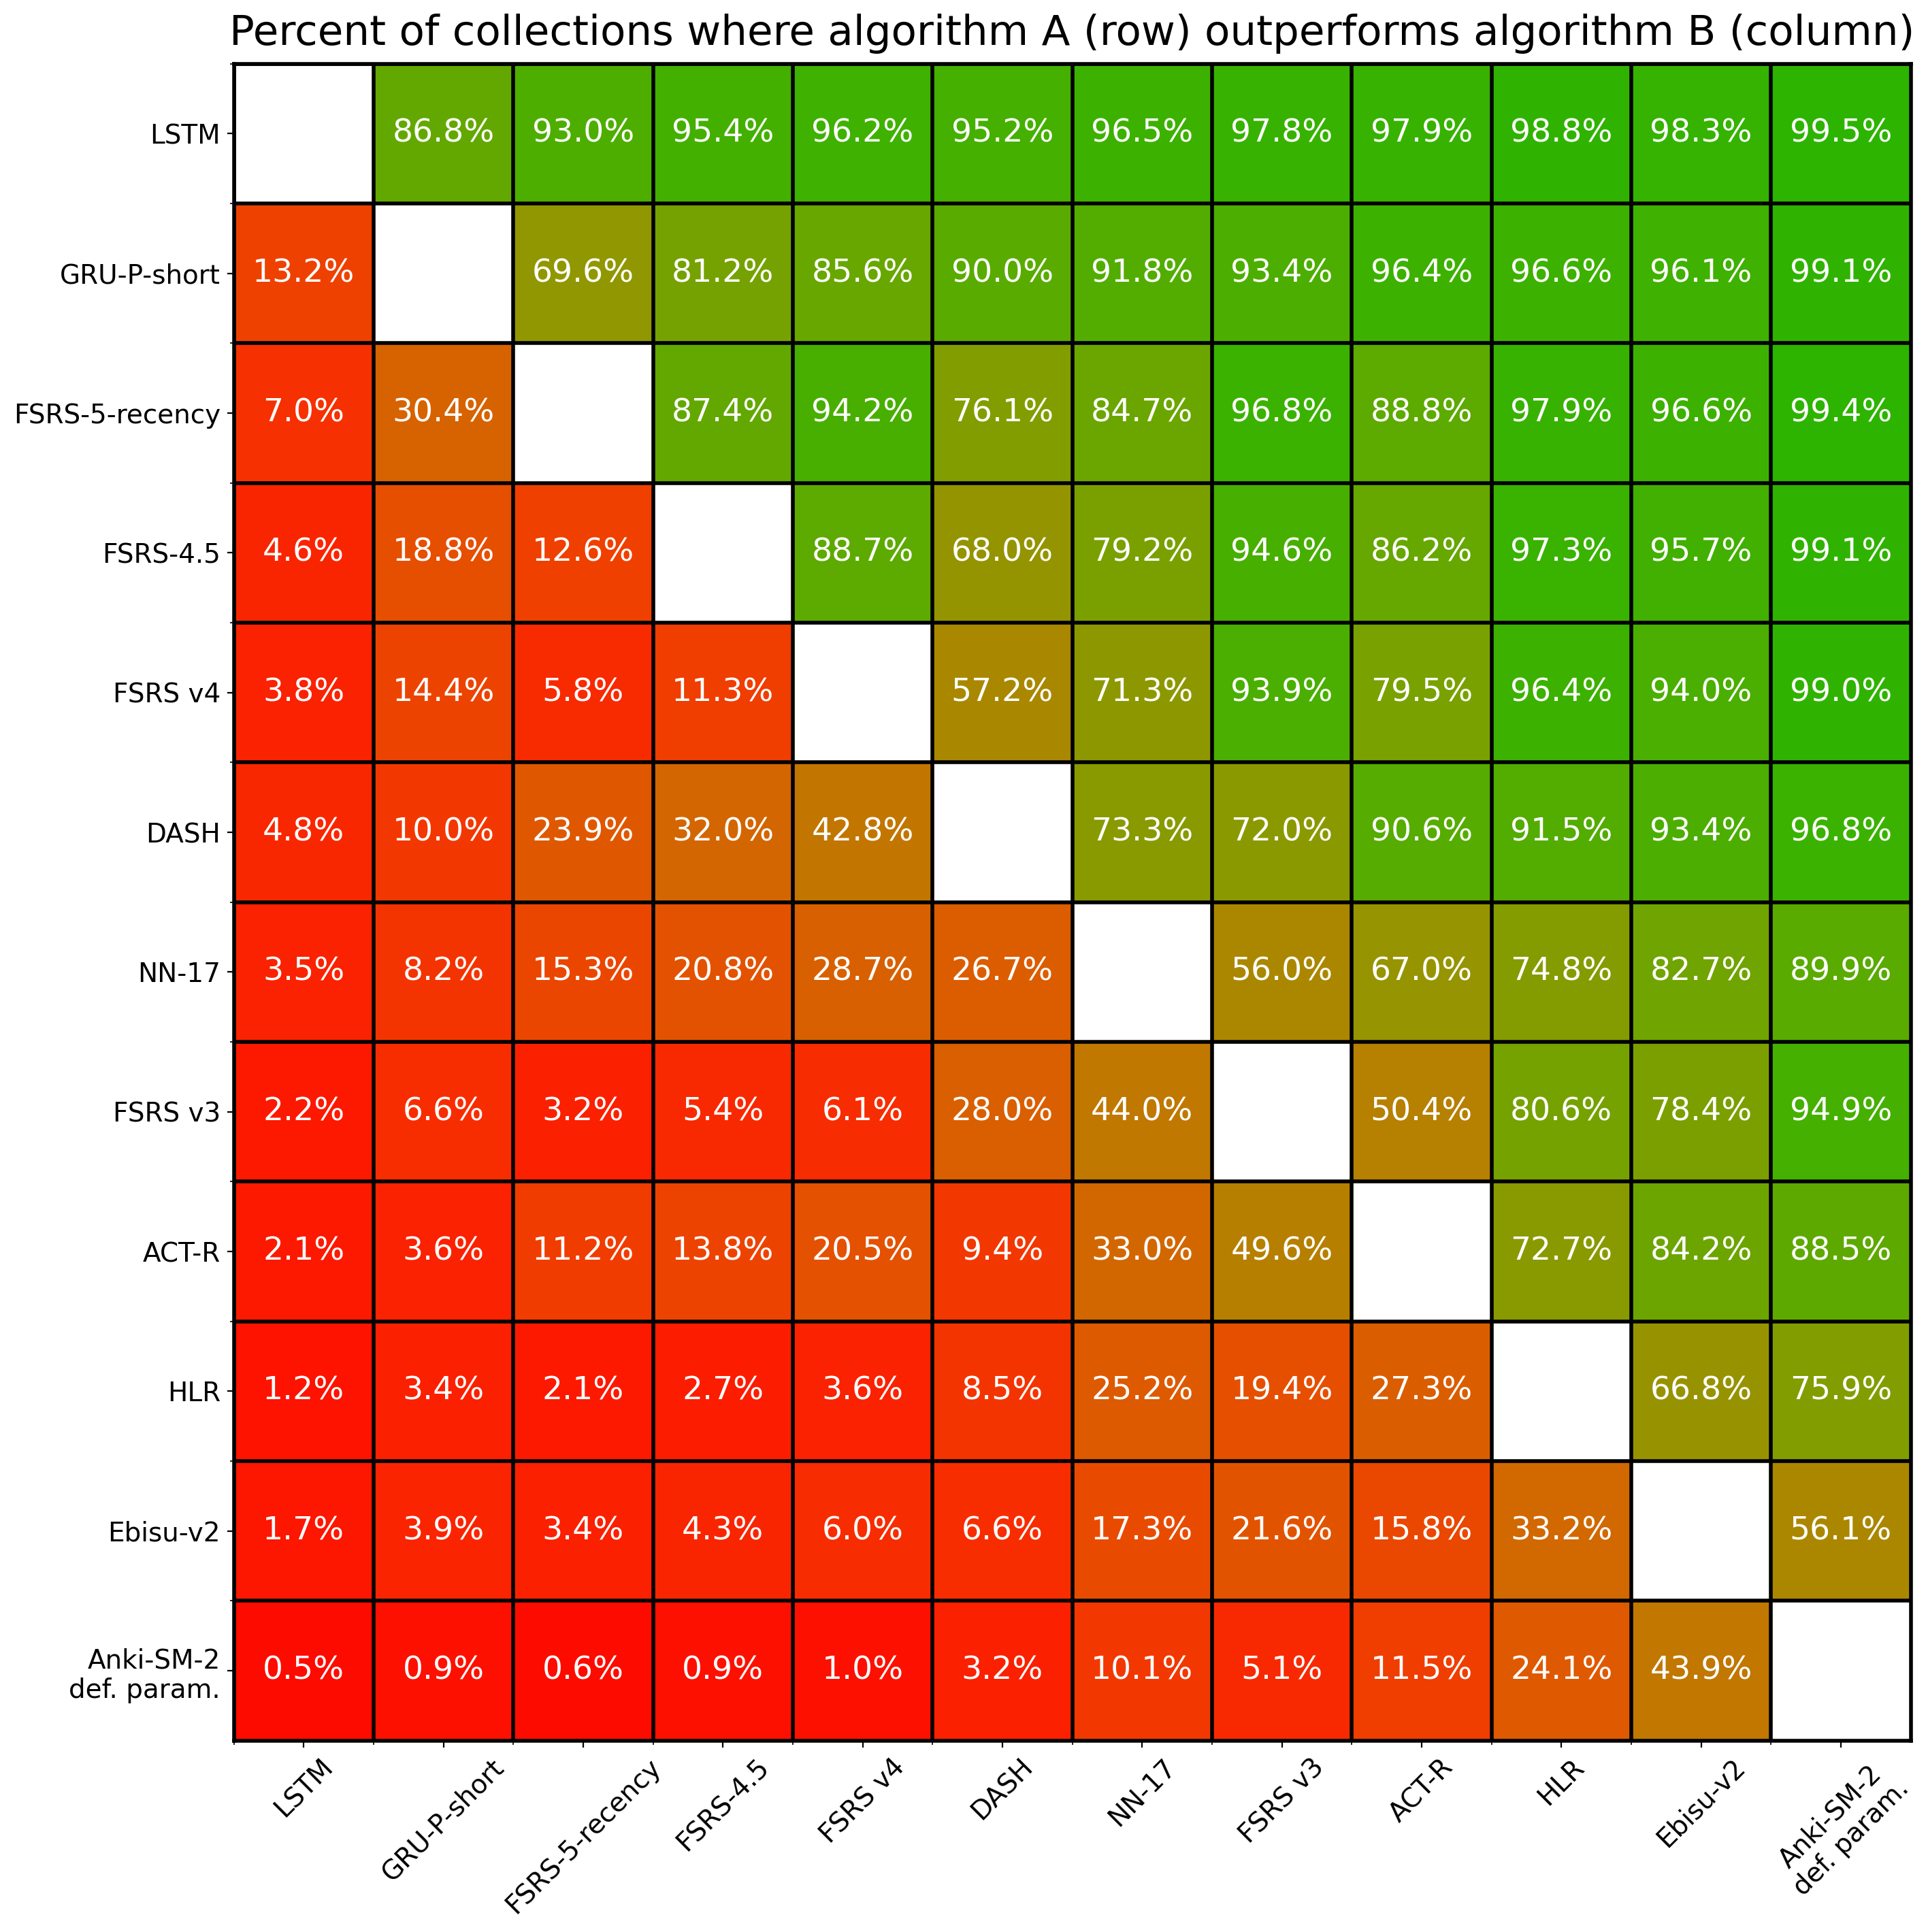 Percent of collections where algorithm A (row) outperforms algorithm B (column)
LSTM 86.8% 93.0% 95.4% 96.2% 95.2% 96.5% 97.8% 97.9% 98.8% 98.3% 99.5%
GRU-P-short 13.2% 69.6% 81.2% 85.6% 90.0% 91.8% 93.4% 96.4% 96.6% 96.1% 99.1%
FSRS-5-recency 7.0% 30.4% 87.4% 94.2% 76.1% 84.7% 96.8% 88.8% 97.9% 96.6% 99.4%
FSRS-4.5 4.6% 18.8% 12.6% 88.7% 68.0% 79.2% 94.6% 86.2% 97.3% 95.7% 99.1%
FSRS v4 3.8% 14.4% 5.8% 11.3% 57.2% 71.3% 93.9% 79.5% 96.4% 94.0% 99.0%
DASH 4.8% 10.0% 23.9% 32.0% 42.8% 73.3% 72.0% 90.6% 91.5% 93.4% 96.8%
NN-17 3.5% 8.2% 15.3% 20.8% 28.7% 26.7% 56.0% 67.0% 74.8% 82.7% 89.9%
FSRS v3 2.2% 6.6% 3.2% 5.4% 6.1% 28.0% 44.0% 50.4% 80.6% 78.4% 94.9%
ACT-R 2.1% 3.6% 11.2% 13.8% 20.5% 9.4% 33.0% 49.6% 72.7% 84.2% 88.5%
HLR 1.2% 3.4% 2.1% 2.7% 3.6% 8.5% 25.2% 19.4% 27.3% 66.8% 75.9%
Ebisu-v2 1.7% 3.9% 3.4% 4.3% 6.0% 6.6% 17.3% 21.6% 15.8% 33.2% 56.1%
Anki-SM-2
def. param. 0.5% 0.9% 0.6% 0.9% 1.0% 3.2% 10.1% 5.1% 11.5% 24.1% 43.9%
LSTM GRU-P-short FSRS-5-recency FSRS-4.5 FSRS v4 DASH NN-17 FSRS v3 ACT-R HLR Ebisu-v2 Anki-SM-2
def. param.